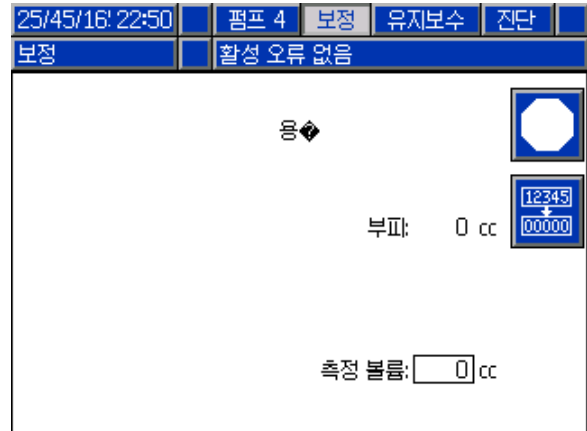 25/45/16! 22:50 펌프 4 보정 유지보수 진단
보정 활성 오류 없음
용�
12345
부피: 0 cc
00000
측정 볼륨: 0 cc